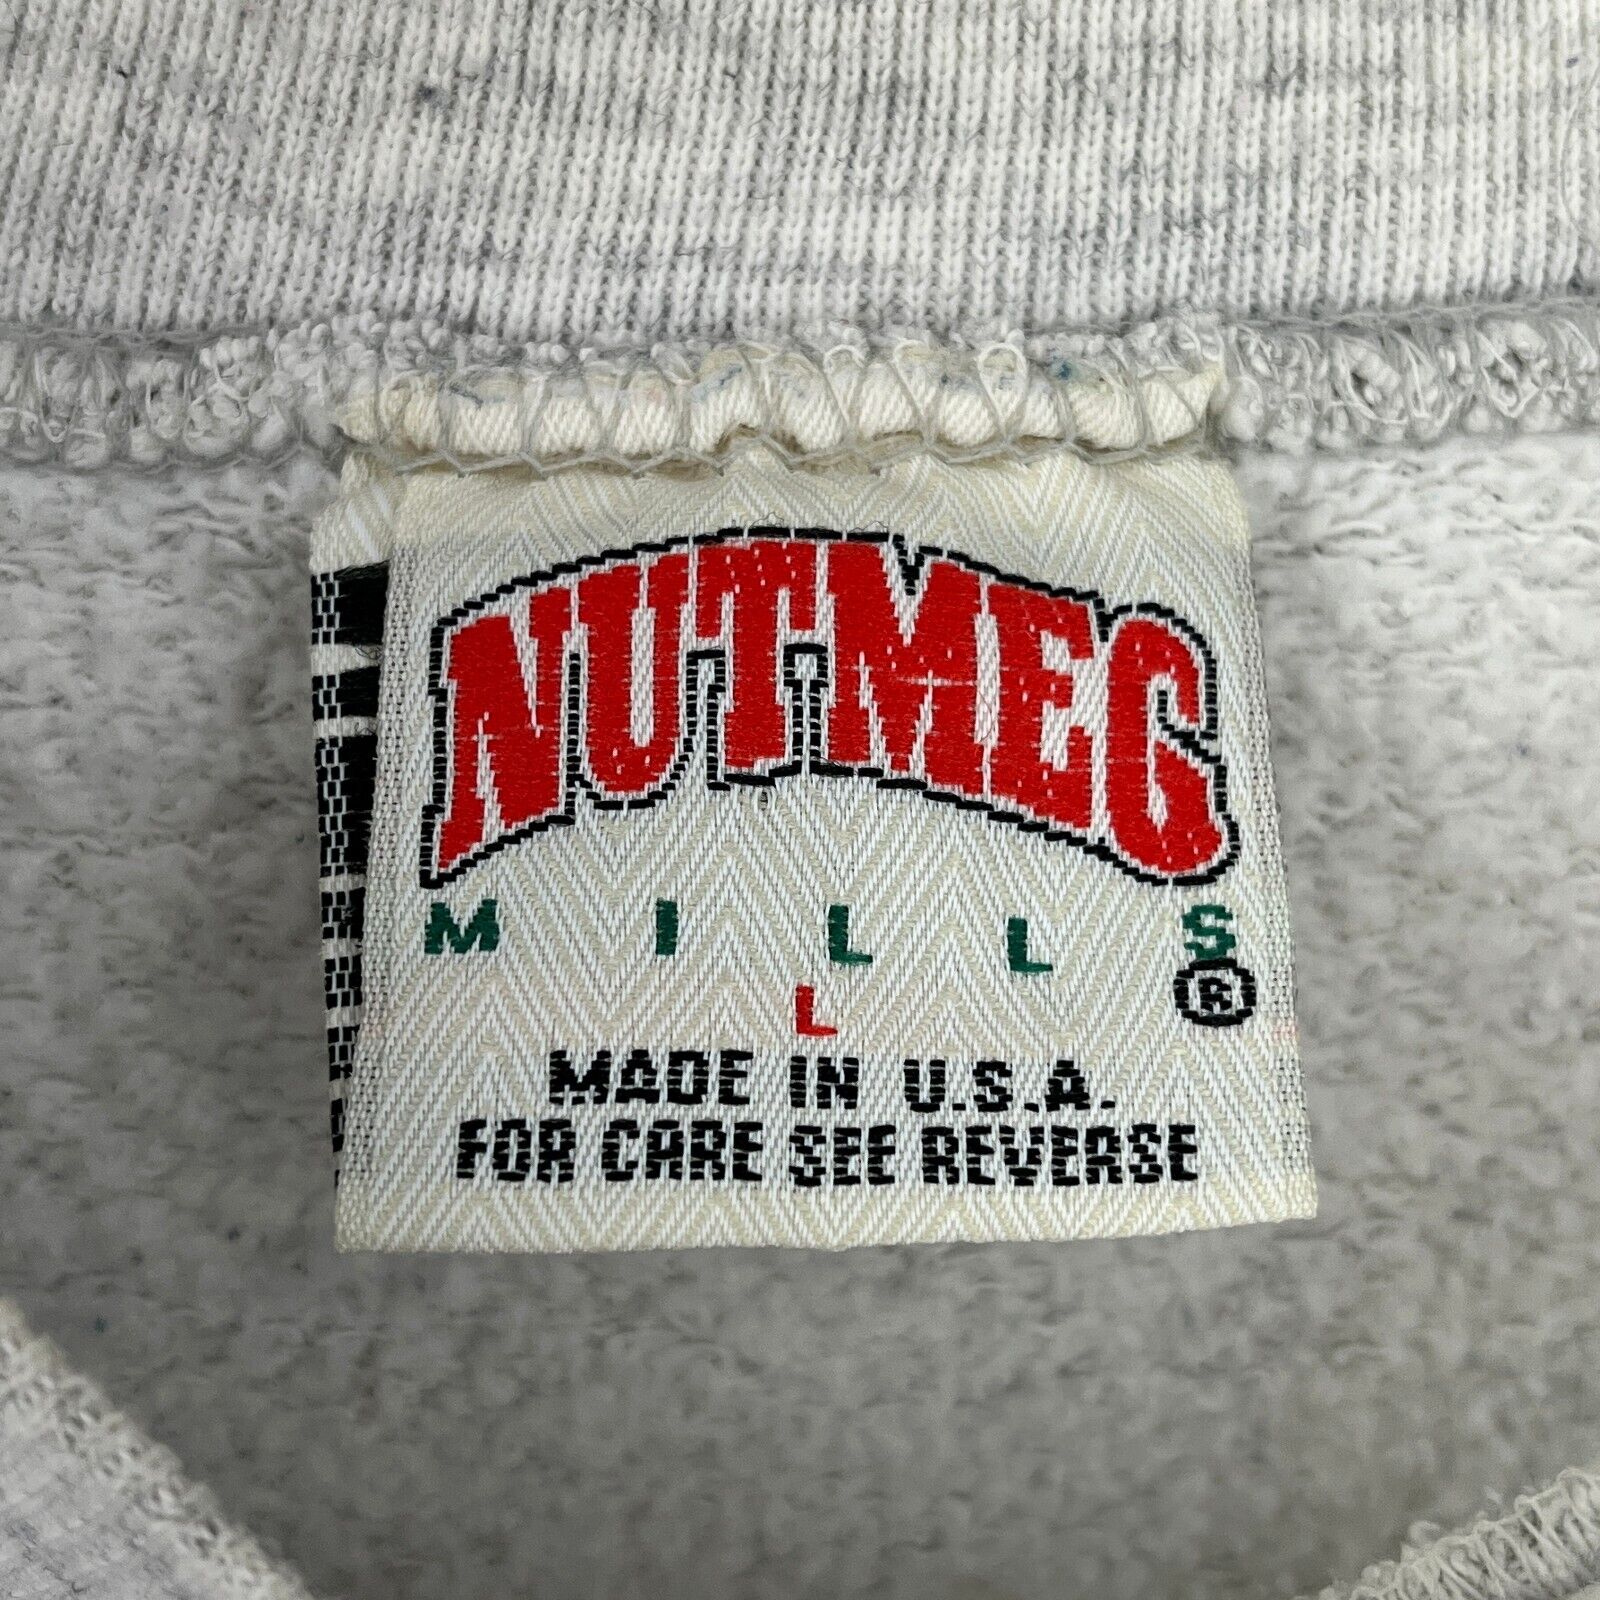 NUTMEG
MILLS®
L
MADE IN U.S.A.
FOR CARE SEE REVERSE